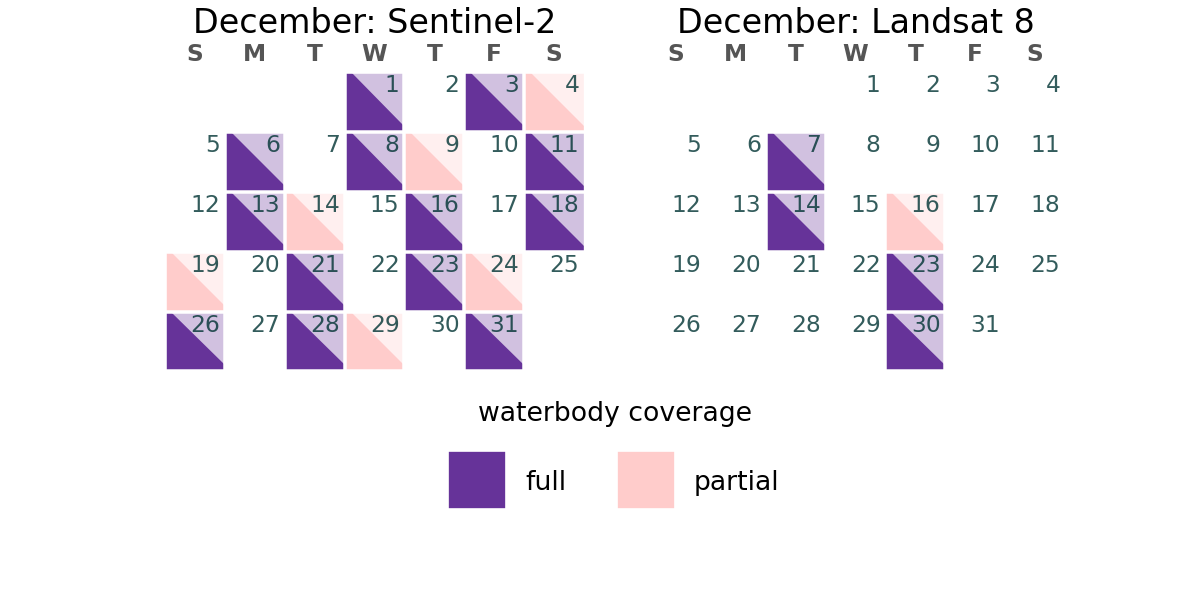 December: Sentinel-2
S M T W T F S
1 2 3 4
5 6 7 8 9 10 11
12 13 14 15 16 17 18
19 20 21 22 23 24 25
26 27 28 29 30 31
December: Landsat 8
S M T W T F S
1 2 3 4
5 6 7 8 9 10 11
12 13 14 15 16 17 18
19 20 21 22 23 24 25
26 27 28 29 30 31
waterbody coverage
full partial